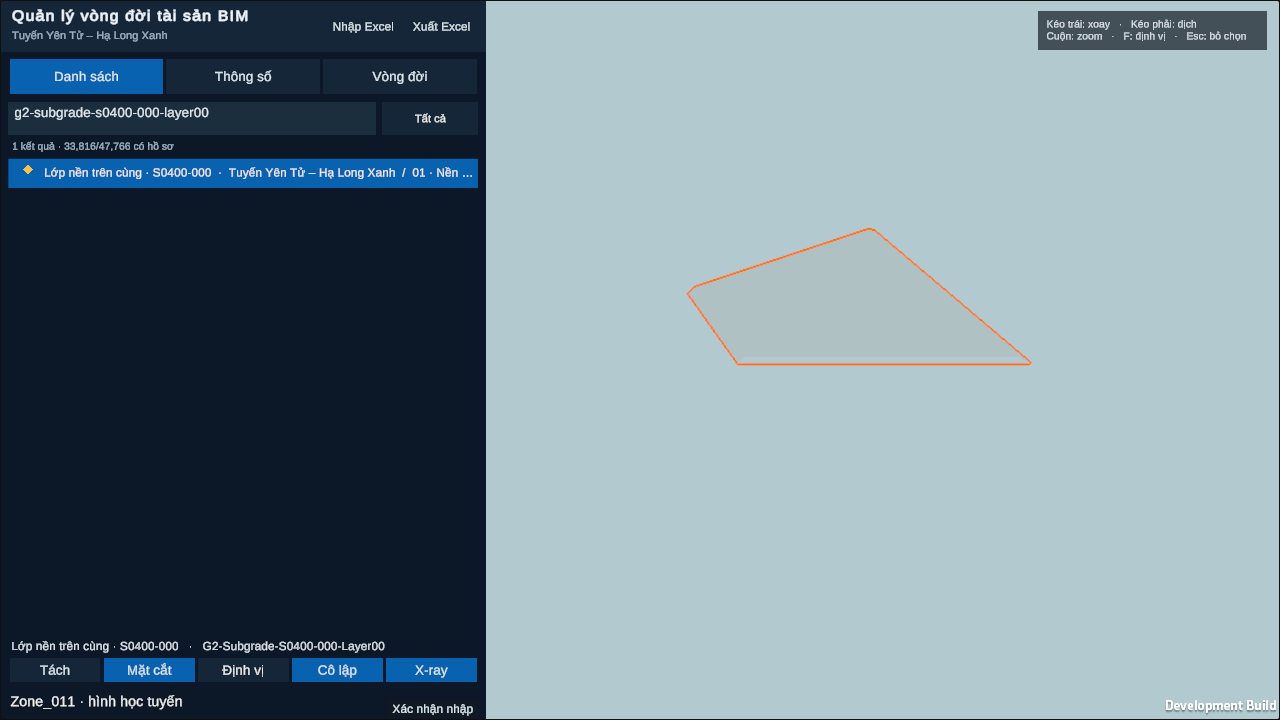 Quản lý vòng đời tài sản BIM
Tuyến Yên Tử – Hạ Long Xanh
Nhập Excel
Xuất Excel
Danh sách
Thông số
Vòng đời
g2-subgrade-s0400-000-layer00
Tất cả
1 kết quả · 33,816/47,766 có hồ sơ
Lớp nền trên cùng · S0400-000 · Tuyến Yên Tử – Hạ Long Xanh / 01 · Nền ...
Kéo trái: xoay · Kéo phải: dịch
Cuộn: zoom · F: định vị · Esc: bỏ chọn
Lớp nền trên cùng · S0400-000 · G2-Subgrade-S0400-000-Layer00
Tách
Mặt cắt
Định vị
Cô lập
X-ray
Zone_011 · hình học tuyến
Xác nhận nhập
Development Build